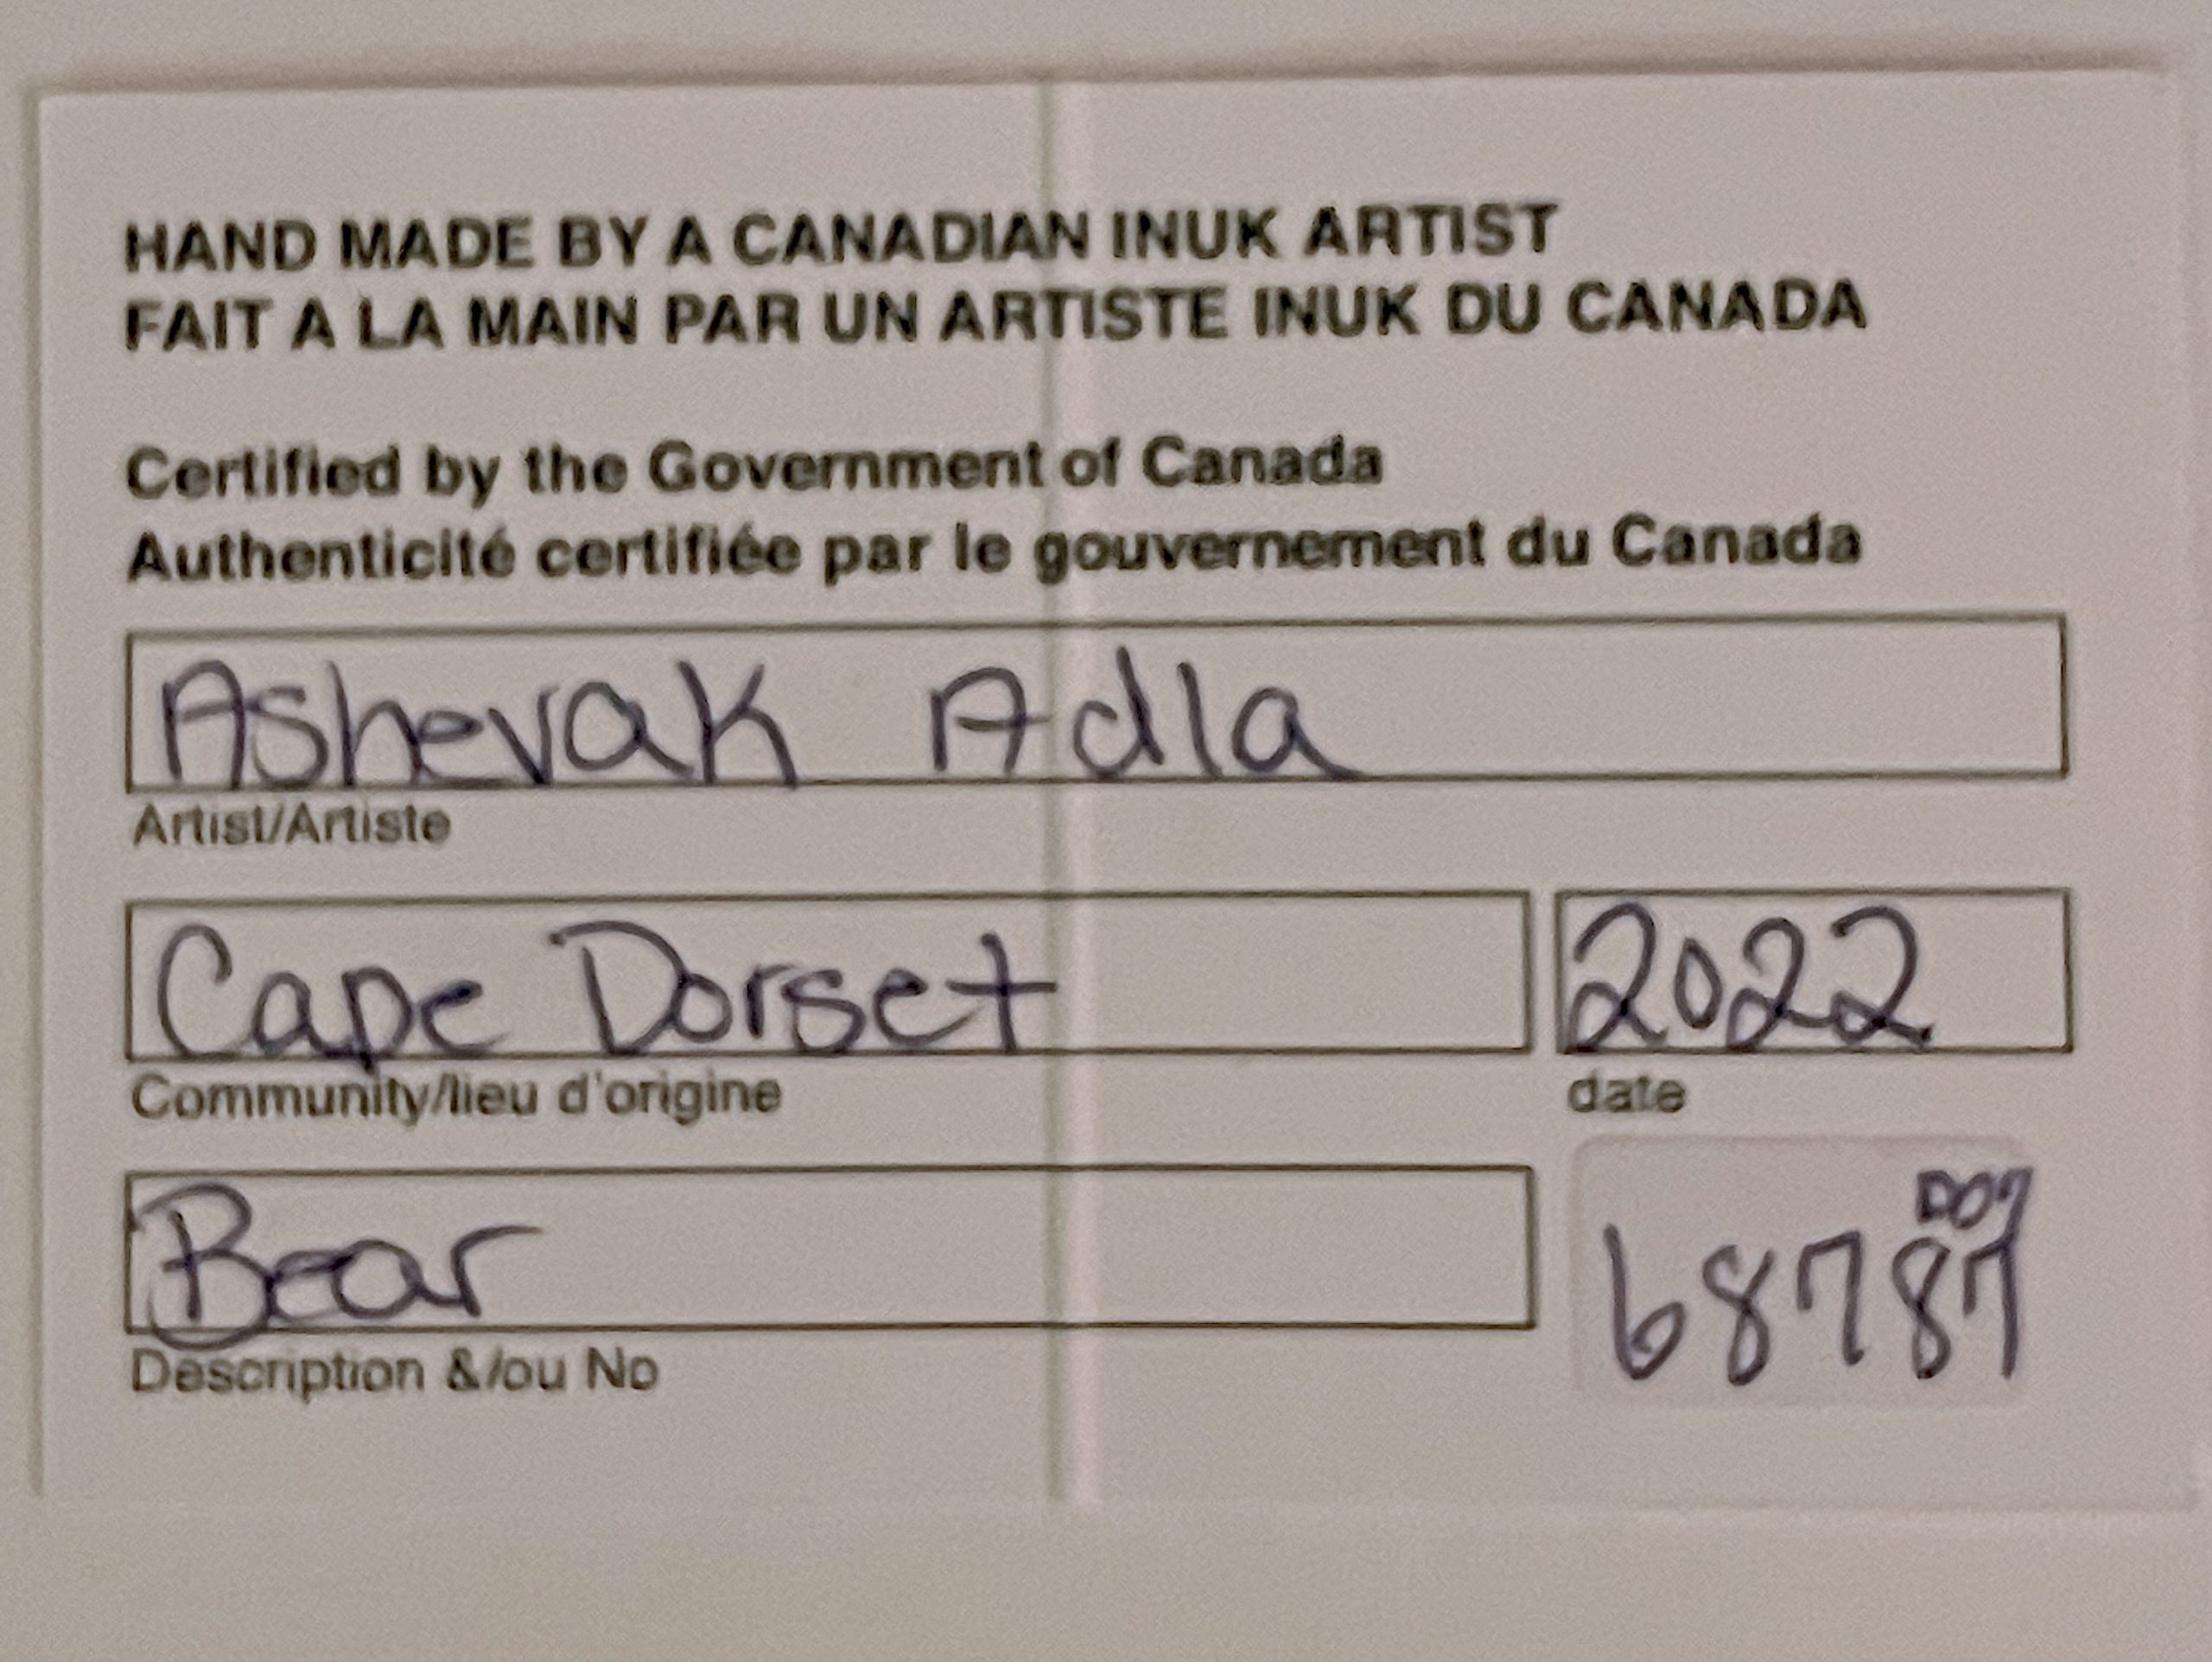 HAND MADE BY A CANADIAN INUK ARTIST
FAIT A LA MAIN PAR UN ARTISTE INUK DU CANADA
Certified by the Government of Canada
Authenticité certifiée par le gouvernement du Canada
Ashevak Adla
Artist/Artiste
Cape Dorset
2022
Community/lieu d'origine
date
Bear
68787
Description &/ou No